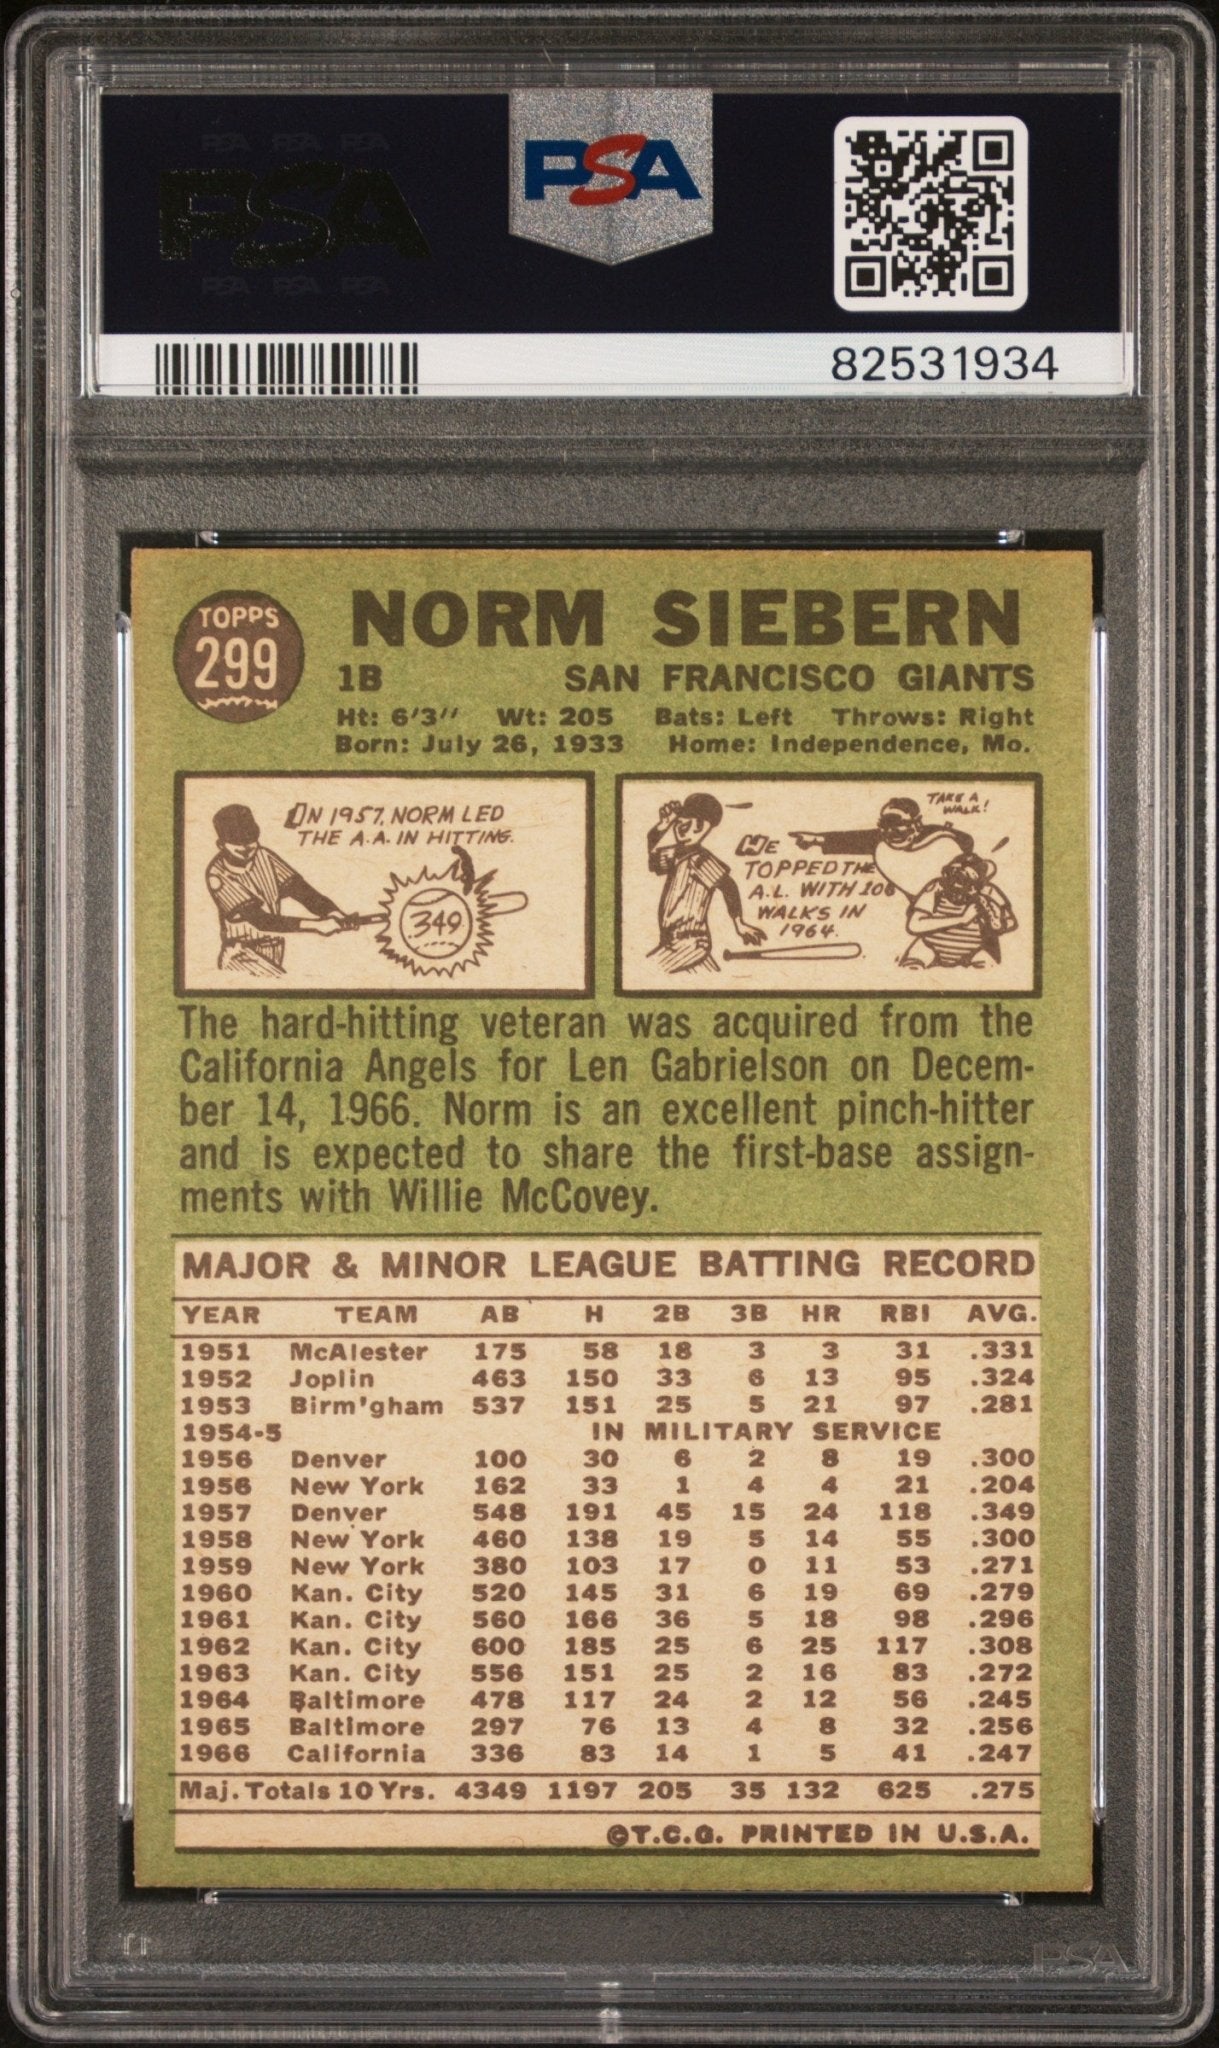 PSA PSA PSA
PSA
PSA PSA PSA
PSA
82531934
TOPPS
299
NORM SIEBERN
1B SAN FRANCISCO GIANTS
Ht: 6'3" Wt: 205 Bats: Left Throws: Right
Born: July 26, 1933 Home: Independence, Mo.
IN 1957, NORM LED
THE A.A. IN HITTING.
349
TAKE A
WALK!
HE
TOPPED THE
A.L. WITH 106
WALKS IN
1964.
The hard-hitting veteran was acquired from the
California Angels for Len Gabrielson on Decem-
ber 14, 1966. Norm is an excellent pinch-hitter
and is expected to share the first-base assign-
ments with Willie McCovey.
MAJOR & MINOR LEAGUE BATTING RECORD
YEAR TEAM AB H 2B 3B HR RBI AVG.
1951 McAlester 175 58 18 3 3 31 .331
1952 Joplin 463 150 33 6 13 95 .324
1953 Birm'gham 537 151 25 5 21 97 .281
1954-5 IN MILITARY SERVICE
1956 Denver 100 30 6 2 8 19 .300
1956 New York 162 33 1 4 4 21 .204
1957 Denver 548 191 45 15 24 118 .349
1958 New York 460 138 19 5 14 55 .300
1959 New York 380 103 17 0 11 53 .271
1960 Kan. City 520 145 31 6 19 69 .279
1961 Kan. City 560 166 36 5 18 98 .296
1962 Kan. City 600 185 25 6 25 117 .308
1963 Kan. City 556 151 25 2 16 83 .272
1964 Baltimore 478 117 24 2 12 56 .245
1965 Baltimore 297 76 13 4 8 32 .256
1966 California 336 83 14 1 5 41 .247
Maj. Totals 10 Yrs. 4349 1197 205 35 132 625 .275
©T.C.G. PRINTED IN U.S.A.
PSA